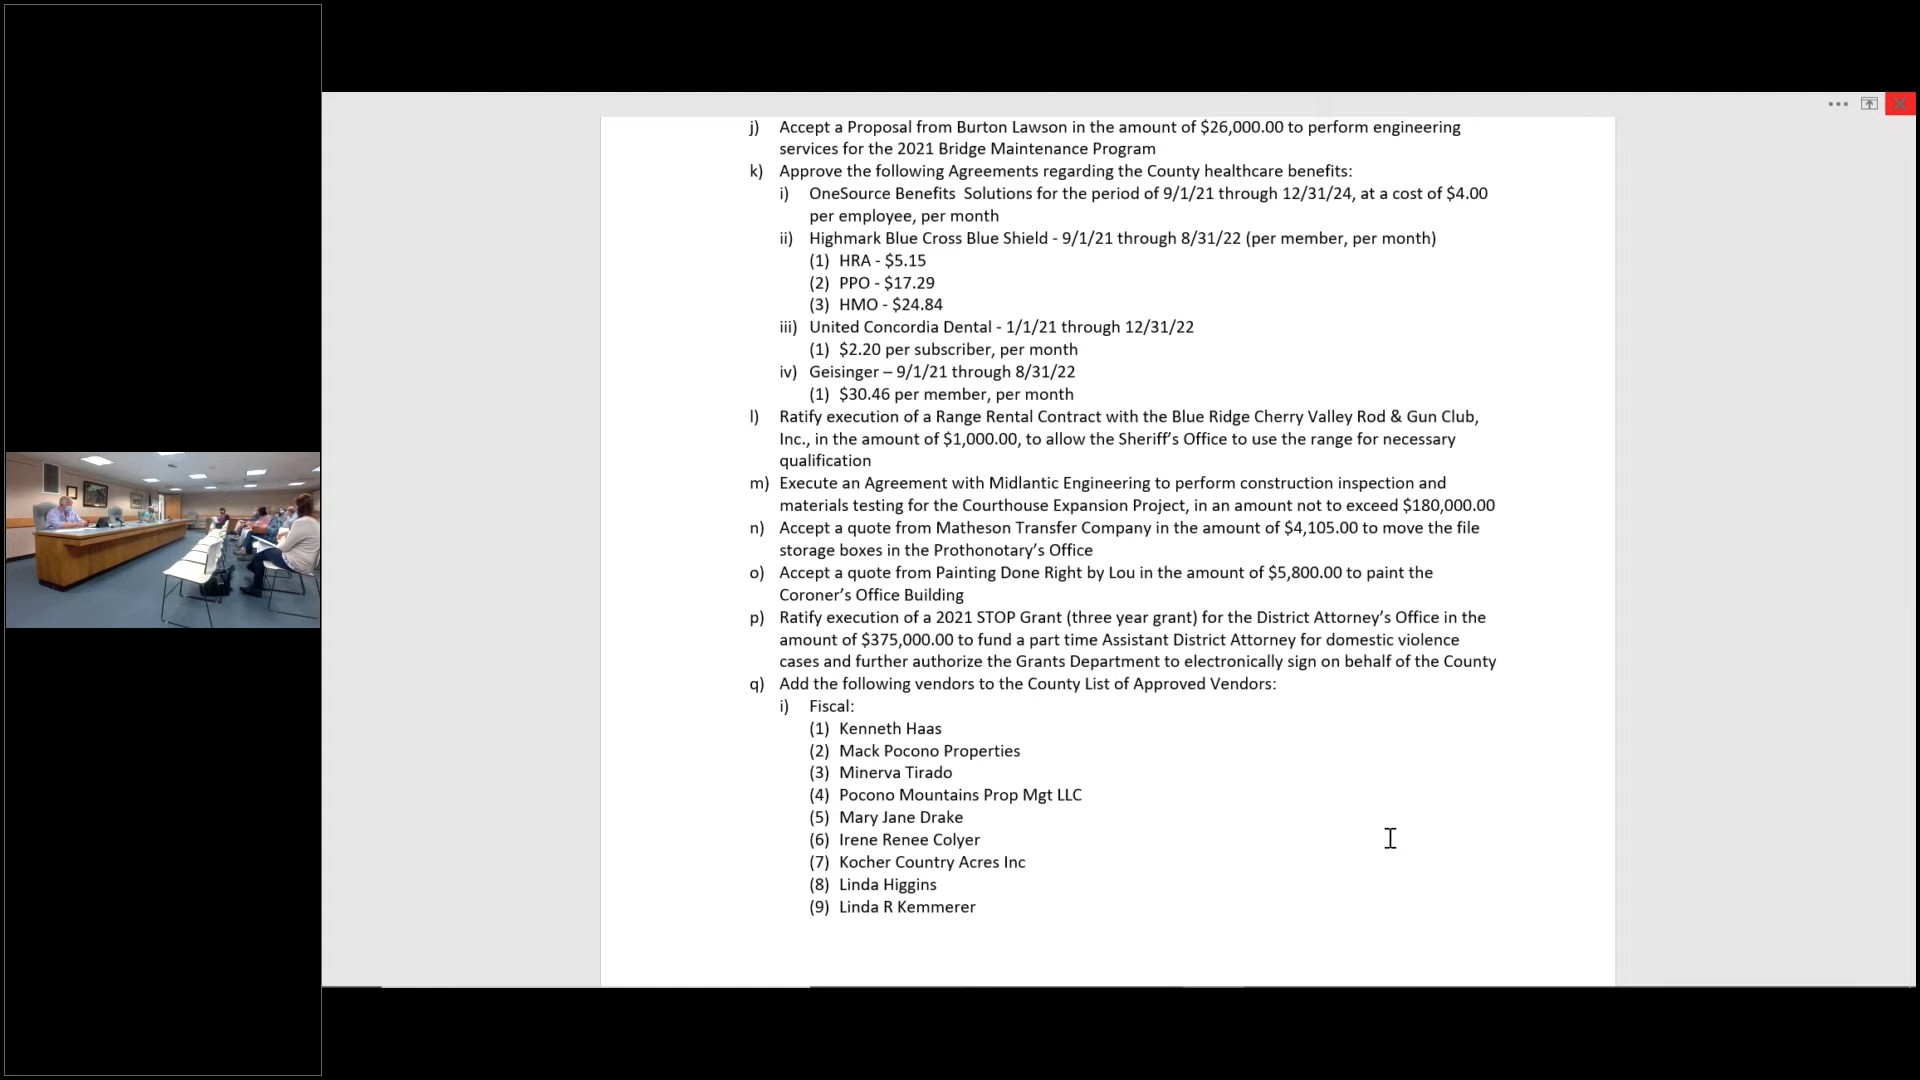 j) Accept a Proposal from Burton Lawson in the amount of $26,000.00 to perform engineering
services for the 2021 Bridge Maintenance Program
k) Approve the following Agreements regarding the County healthcare benefits:
i) OneSource Benefits  Solutions for the period of 9/1/21 through 12/31/24, at a cost of $4.00
per employee, per month
ii) Highmark Blue Cross Blue Shield - 9/1/21 through 8/31/22 (per member, per month)
(1) HRA - $5.15
(2) PPO - $17.29
(3) HMO - $24.84
iii) United Concordia Dental - 1/1/21 through 12/31/22
(1) $2.20 per subscriber, per month
iv) Geisinger – 9/1/21 through 8/31/22
(1) $30.46 per member, per month
l) Ratify execution of a Range Rental Contract with the Blue Ridge Cherry Valley Rod & Gun Club,
Inc., in the amount of $1,000.00, to allow the Sheriff’s Office to use the range for necessary
qualification
m) Execute an Agreement with Midlantic Engineering to perform construction inspection and
materials testing for the Courthouse Expansion Project, in an amount not to exceed $180,000.00
n) Accept a quote from Matheson Transfer Company in the amount of $4,105.00 to move the file
storage boxes in the Prothonotary’s Office
o) Accept a quote from Painting Done Right by Lou in the amount of $5,800.00 to paint the
Coroner’s Office Building
p) Ratify execution of a 2021 STOP Grant (three year grant) for the District Attorney’s Office in the
amount of $375,000.00 to fund a part time Assistant District Attorney for domestic violence
cases and further authorize the Grants Department to electronically sign on behalf of the County
q) Add the following vendors to the County List of Approved Vendors:
i) Fiscal:
(1) Kenneth Haas
(2) Mack Pocono Properties
(3) Minerva Tirado
(4) Pocono Mountains Prop Mgt LLC
(5) Mary Jane Drake
(6) Irene Renee Colyer
(7) Kocher Country Acres Inc
(8) Linda Higgins
(9) Linda R Kemmerer